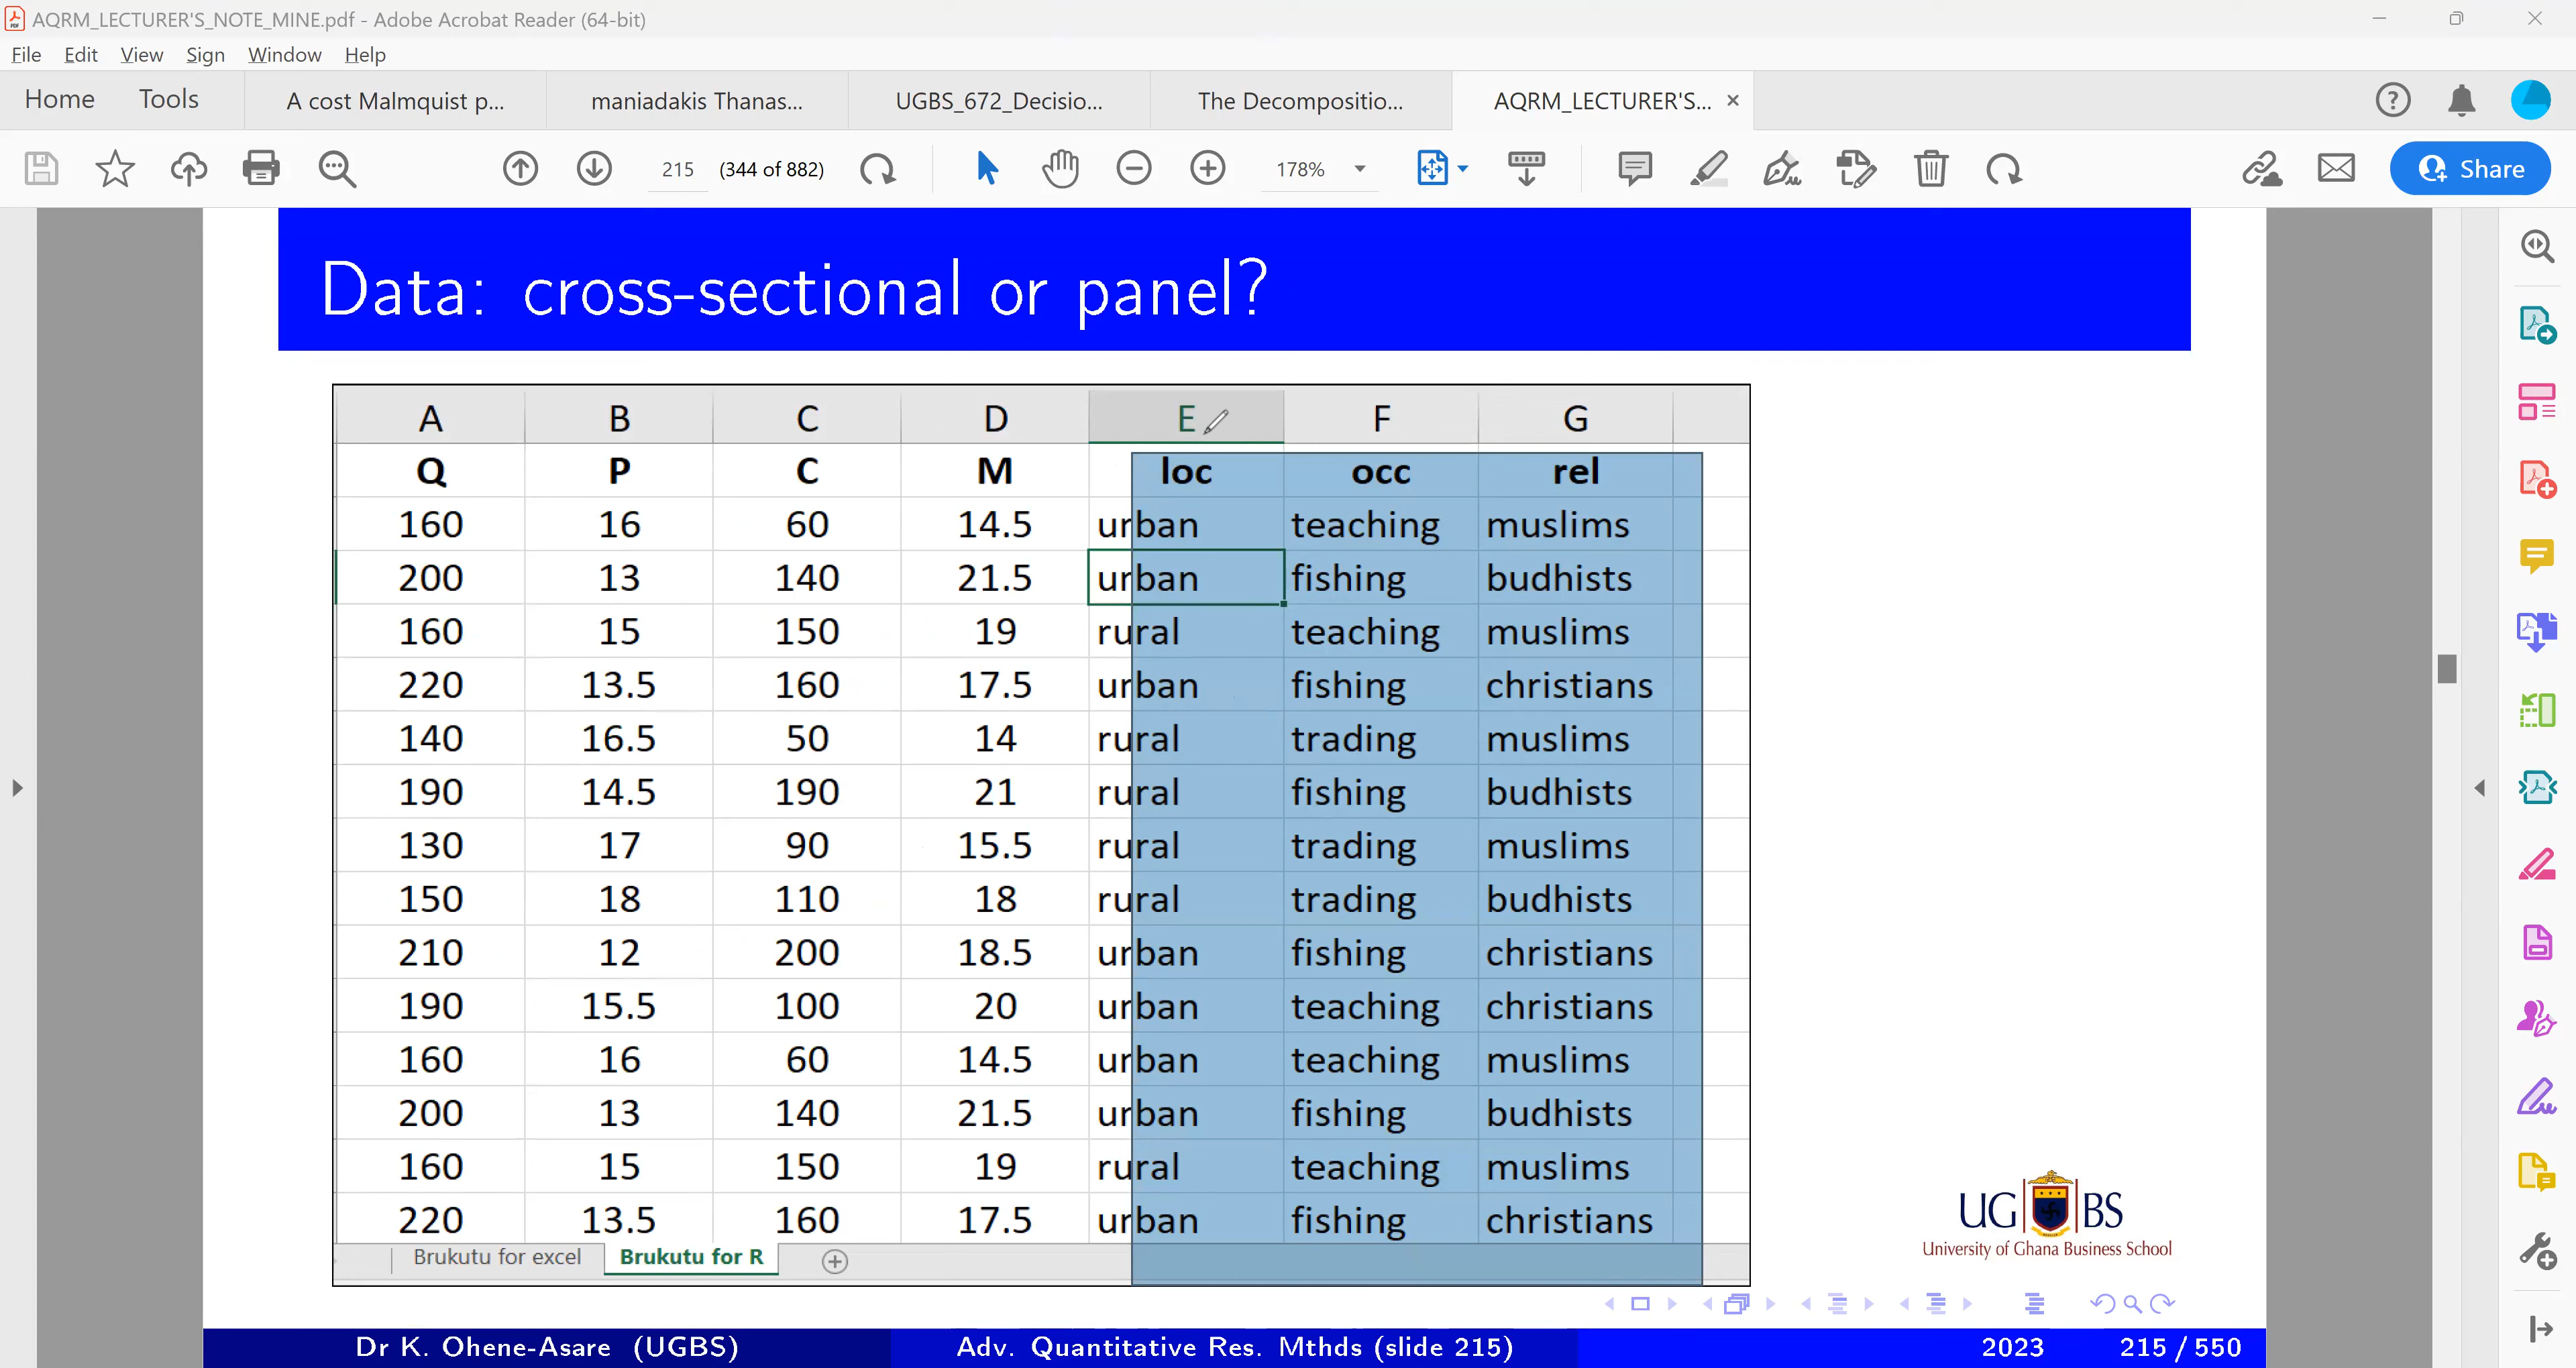 AQRM_LECTURER'S_NOTE_MINE.pdf - Adobe Acrobat Reader (64-bit)
File Edit View Sign Window Help
Home Tools A cost Malmquist p... maniadakis Thanas... UGBS_672_Decisio... The Decompositio... AQRM_LECTURER'S... ×
215 (344 of 882) 178% Share
Data: cross-sectional or panel?
A B C D E F G
Q P C M loc occ rel
160 16 60 14.5 urban teaching muslims
200 13 140 21.5 urban fishing budhists
160 15 150 19 rural teaching muslims
220 13.5 160 17.5 urban fishing christians
140 16.5 50 14 rural trading muslims
190 14.5 190 21 rural fishing budhists
130 17 90 15.5 rural trading muslims
150 18 110 18 rural trading budhists
210 12 200 18.5 urban fishing christians
190 15.5 100 20 urban teaching christians
160 16 60 14.5 urban teaching muslims
200 13 140 21.5 urban fishing budhists
160 15 150 19 rural teaching muslims
220 13.5 160 17.5 urban fishing christians
Brukutu for excel Brukutu for R
UG BS
University of Ghana Business School
Dr K. Ohene-Asare (UGBS) Adv. Quantitative Res. Mthds (slide 215) 2023 215 / 550